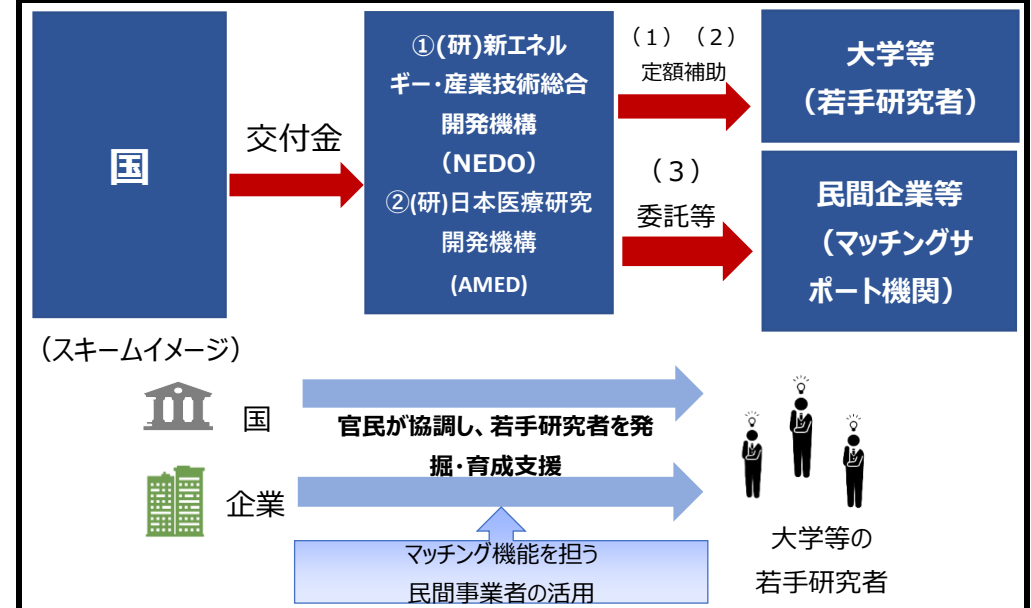 国
交付金
①(研)新エネル
ギー・産業技術総合
開発機構
（NEDO）
②(研)日本医療研究
開発機構
(AMED)
（１）（２）
定額補助
大学等
（若手研究者）
（３）
委託等
民間企業等
（マッチングサ
ポート機関）
（スキームイメージ）
国
官民が協調し、若手研究者を発
掘・育成支援
企業
マッチング機能を担う
民間事業者の活用
大学等の
若手研究者